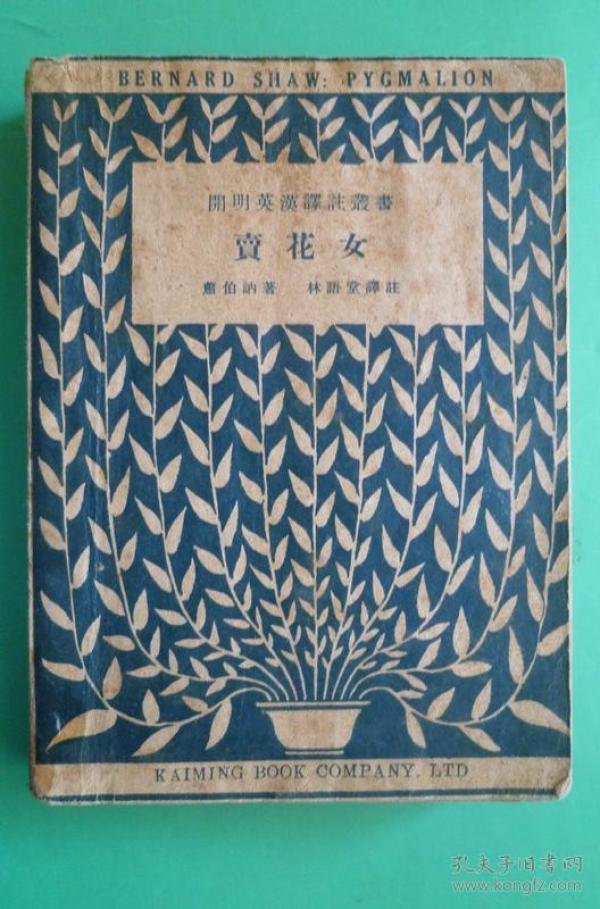 BERNARD SHAW: PYGMALION
開明英漢譯註叢書
賣花女
蕭伯訥著 林語堂譯註
KAIMING BOOK COMPANY, LTD
孔夫子旧书网
www.kongfz.com